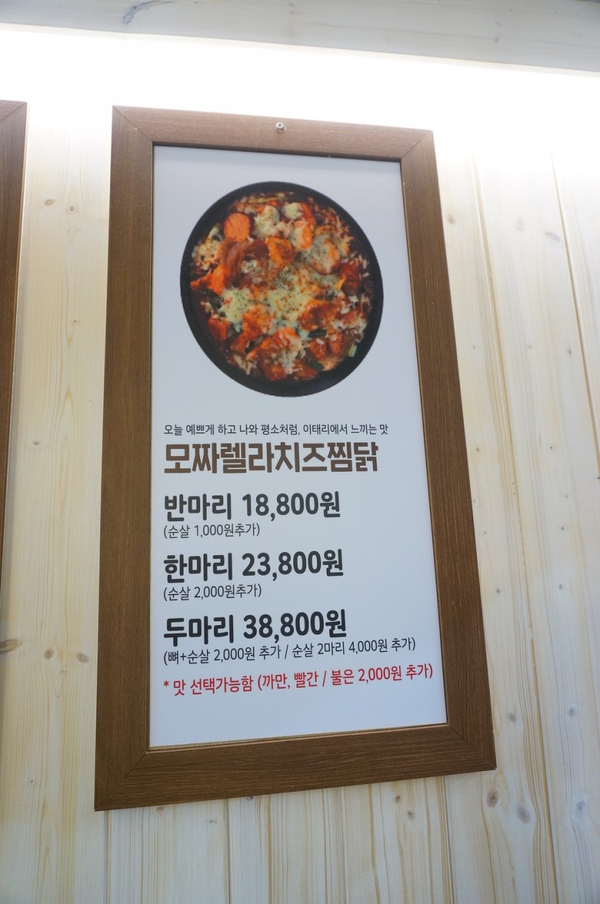 오늘 예쁘게 하고 나와 평소처럼, 이태리에서 느끼는 맛
모짜렐라치즈찜닭
반마리 18,800원
(순살 1,000원추가)
한마리 23,800원
(순살 2,000원추가)
두마리 38,800원
(뼈+순살 2,000원 추가 / 순살 2마리 4,000원 추가)
* 맛 선택가능함 (까만, 빨간 / 불은 2,000원 추가)